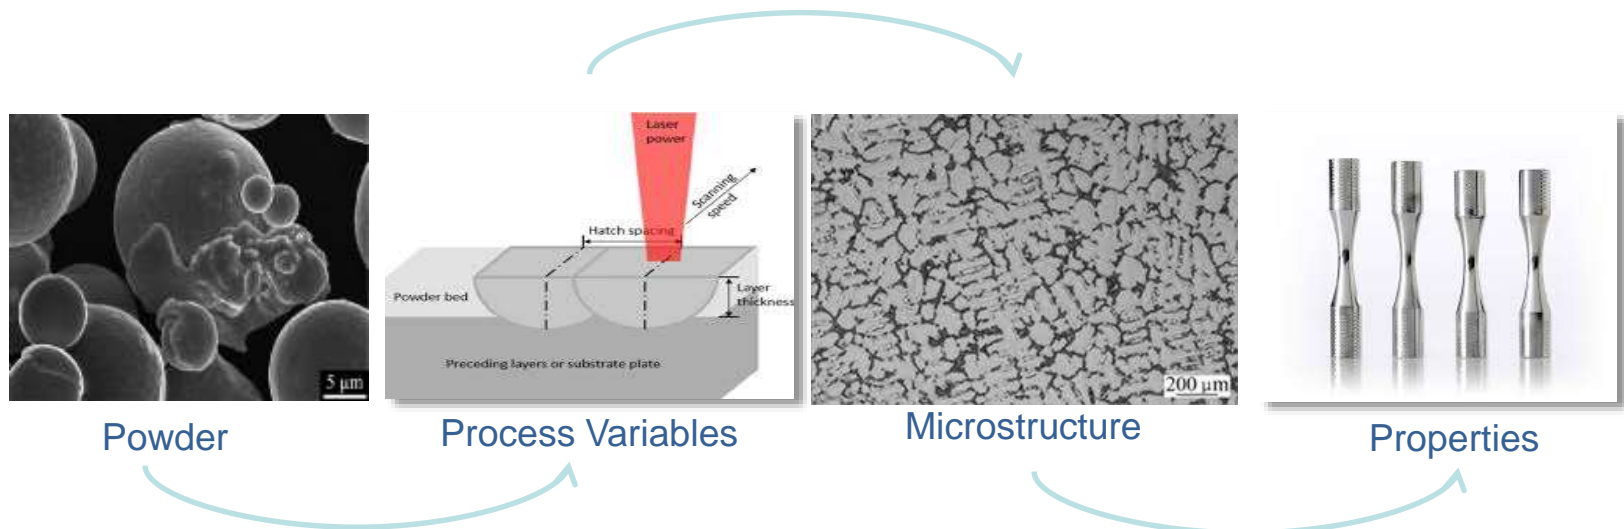 Laser
power
Scanning
speed
Hatch spacing
Powder bed
Layer
thickness
Preceding layers or substrate plate
5 μm
200 μm
Powder
Process Variables
Microstructure
Properties